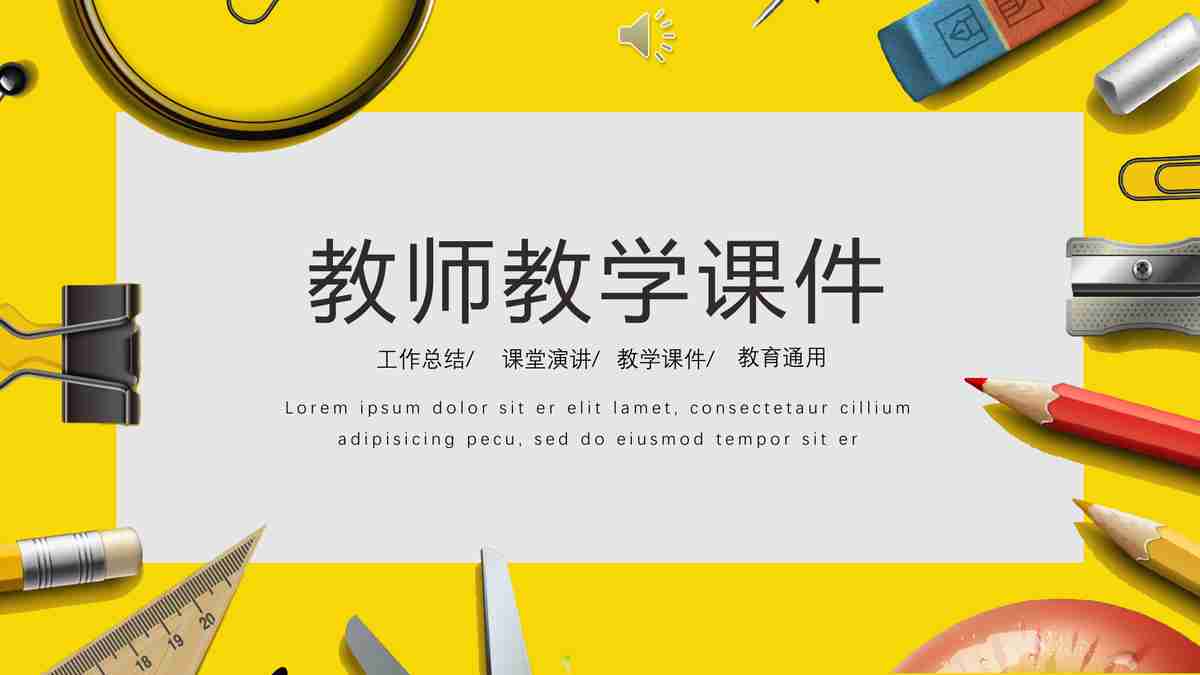 教师教学课件
工作总结/ 课堂演讲/ 教学课件/ 教育通用
Lorem ipsum dolor sit er elit lamet, consectetaur cillium
adipisicing pecu, sed do eiusmod tempor sit er
18 19 20